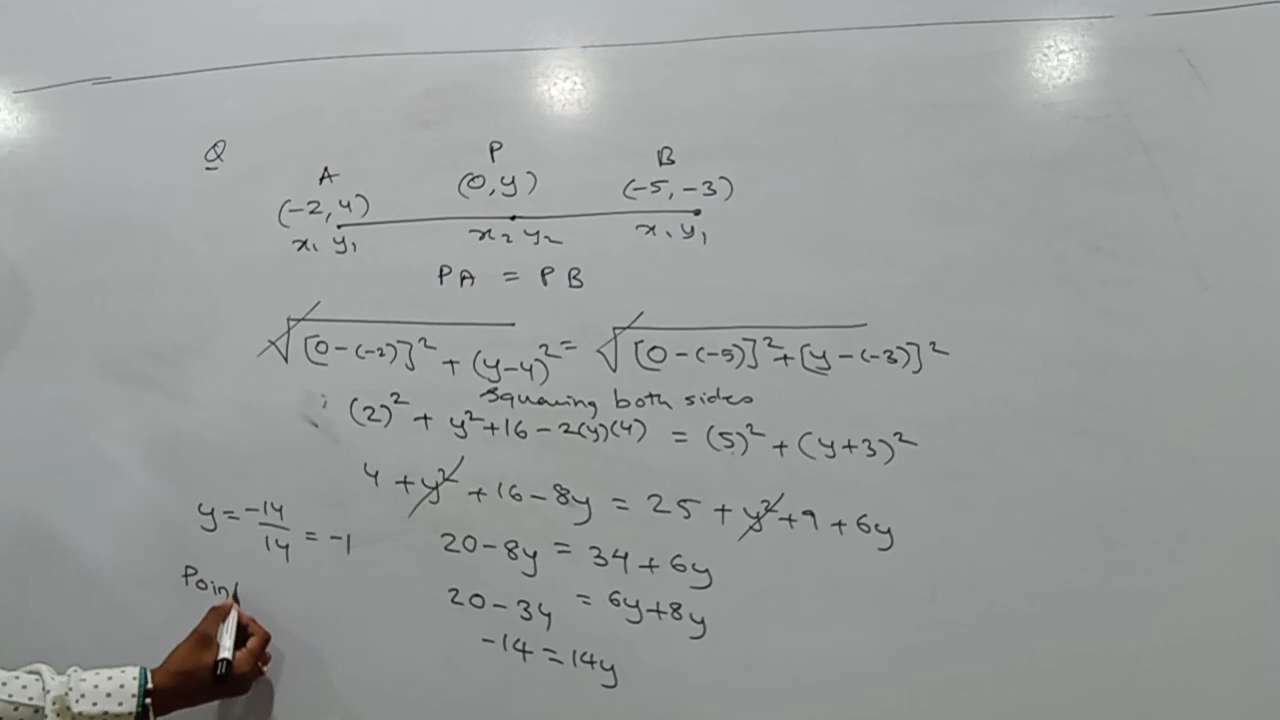 Q
A P B
(-2, 4) (0, y) (-5, -3)
x₁ y₁ x₂ y₂ x₁ y₁
PA = PB
√[0-(-2)]² + (y-4)² = √[0-(-5)]² + [y-(-3)]²
Squaring both sides
(2)² + y² + 16 - 2(y)(4) = (5)² + (y+3)²
4 + y² + 16 - 8y = 25 + y² + 9 + 6y
20 - 8y = 34 + 6y
20 - 34 = 6y + 8y
-14 = 14y
y = -14/14 = -1
Poin